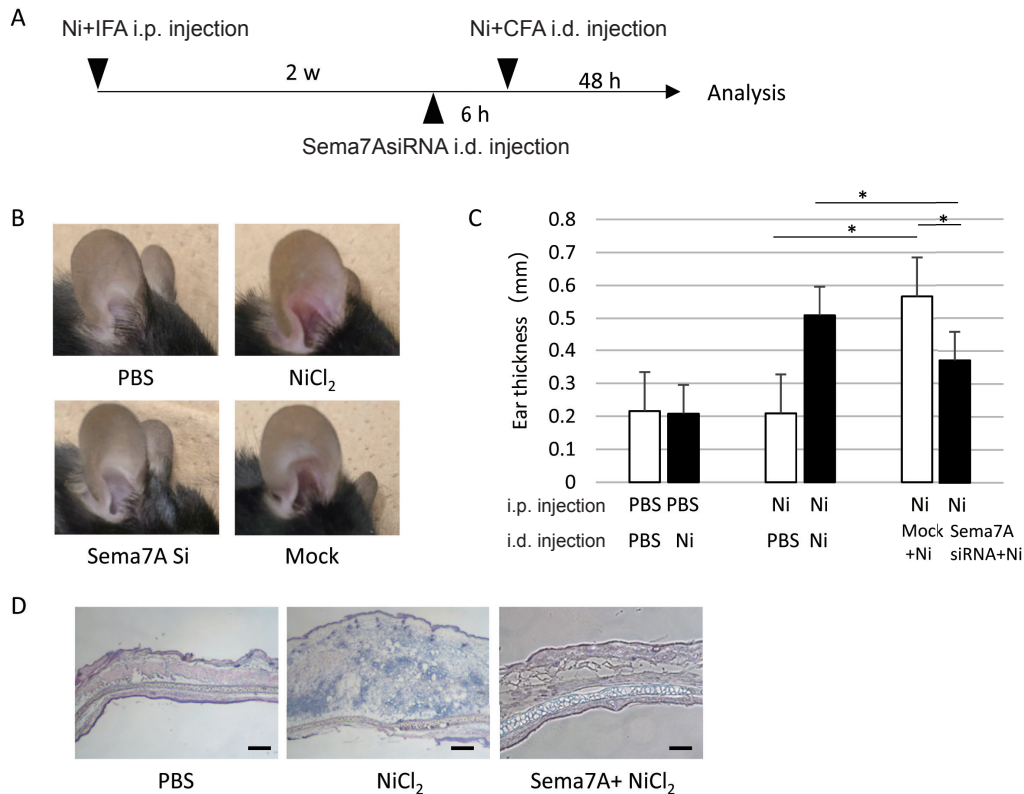 A
Ni+IFA i.p. injection
Ni+CFA i.d. injection
2 w
48 h
Analysis
6 h
Sema7AsiRNA i.d. injection
B
PBS
NiCl₂
Sema7A Si
Mock
C
Ear thickness (mm)
0.8
0.7
0.6
0.5
0.4
0.3
0.2
0.1
0
*
*
*
i.p. injection PBS PBS Ni Ni Ni Ni
i.d. injection PBS Ni PBS Ni Mock +Ni Sema7A siRNA+Ni
D
PBS
NiCl₂
Sema7A+ NiCl₂